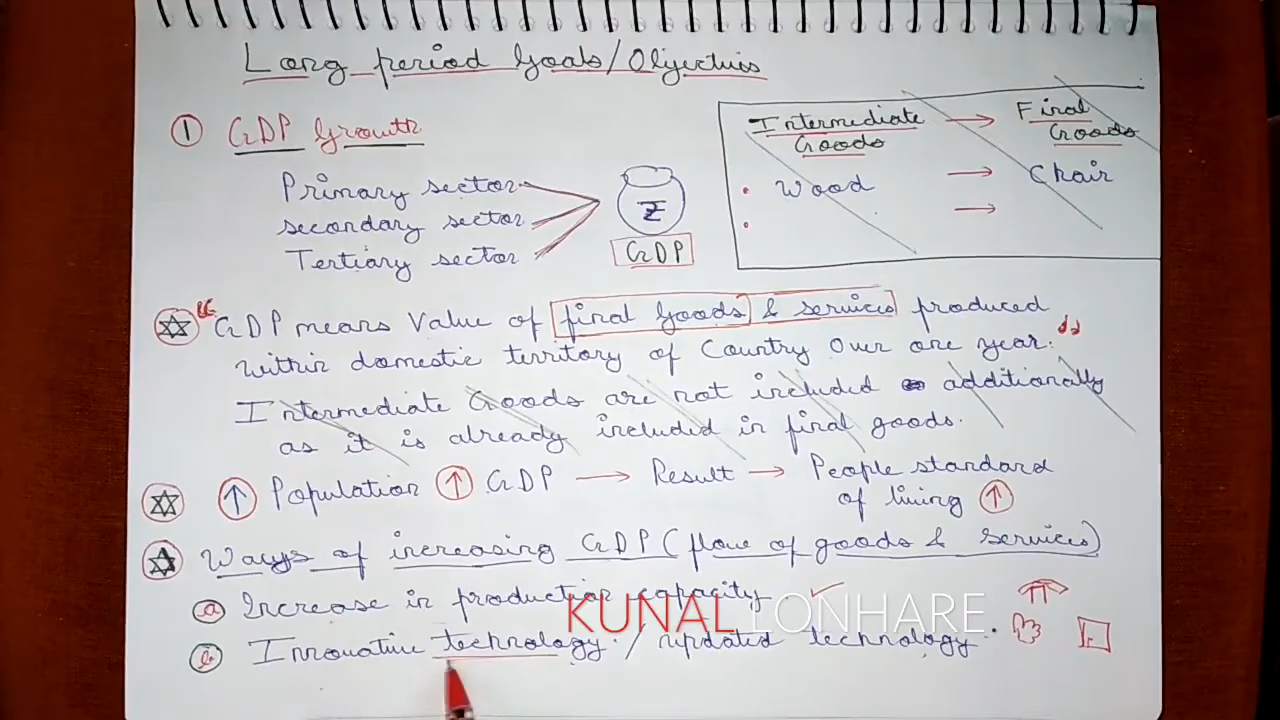 Long period Goals/Objectives
① GDP Growth
Primary sector
secondary sector
Tertiary sector
₹
GDP
Intermediate Goods → Final Goods
• Wood → Chair
• →
"GDP means Value of final goods & services produced
within domestic territory of Country Over one year."
Intermediate Goods are not included additionally
as it is already included in final goods.
↑ Population ↑ GDP → Result → People standard
of living ↑
Ways of increasing GDP (flow of goods & services)
a Increase in production capacity ✓
b Innovative technology. / updated technology.
KUNAL LONHARE